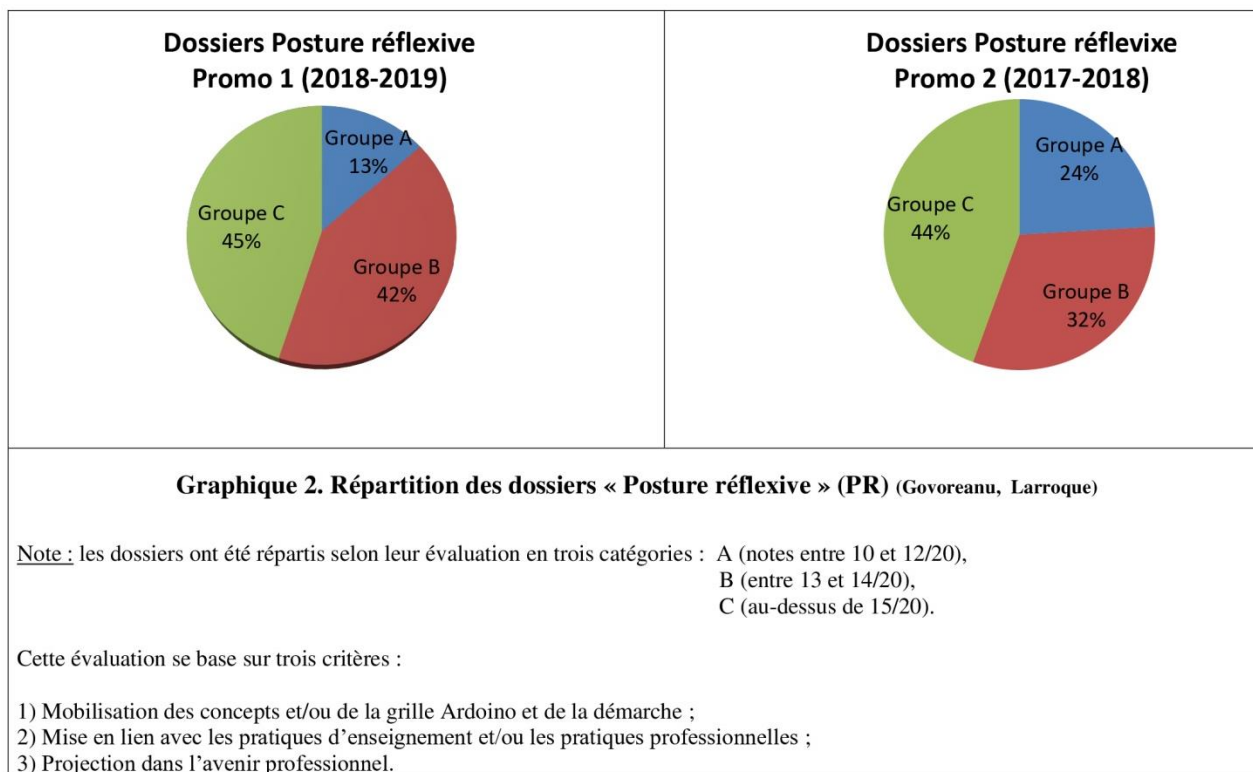 Dossiers Posture réflexive
Promo 1 (2018-2019)
Groupe A
13%
Groupe C
45%
Groupe B
42%
Dossiers Posture réflevixe
Promo 2 (2017-2018)
Groupe A
24%
Groupe C
44%
Groupe B
32%
Graphique 2. Répartition des dossiers « Posture réflexive » (PR) (Govoreanu, Larroque)
Note : les dossiers ont été répartis selon leur évaluation en trois catégories : A (notes entre 10 et 12/20),
B (entre 13 et 14/20),
C (au-dessus de 15/20).
Cette évaluation se base sur trois critères :
1) Mobilisation des concepts et/ou de la grille Ardoino et de la démarche ;
2) Mise en lien avec les pratiques d’enseignement et/ou les pratiques professionnelles ;
3) Projection dans l’avenir professionnel.